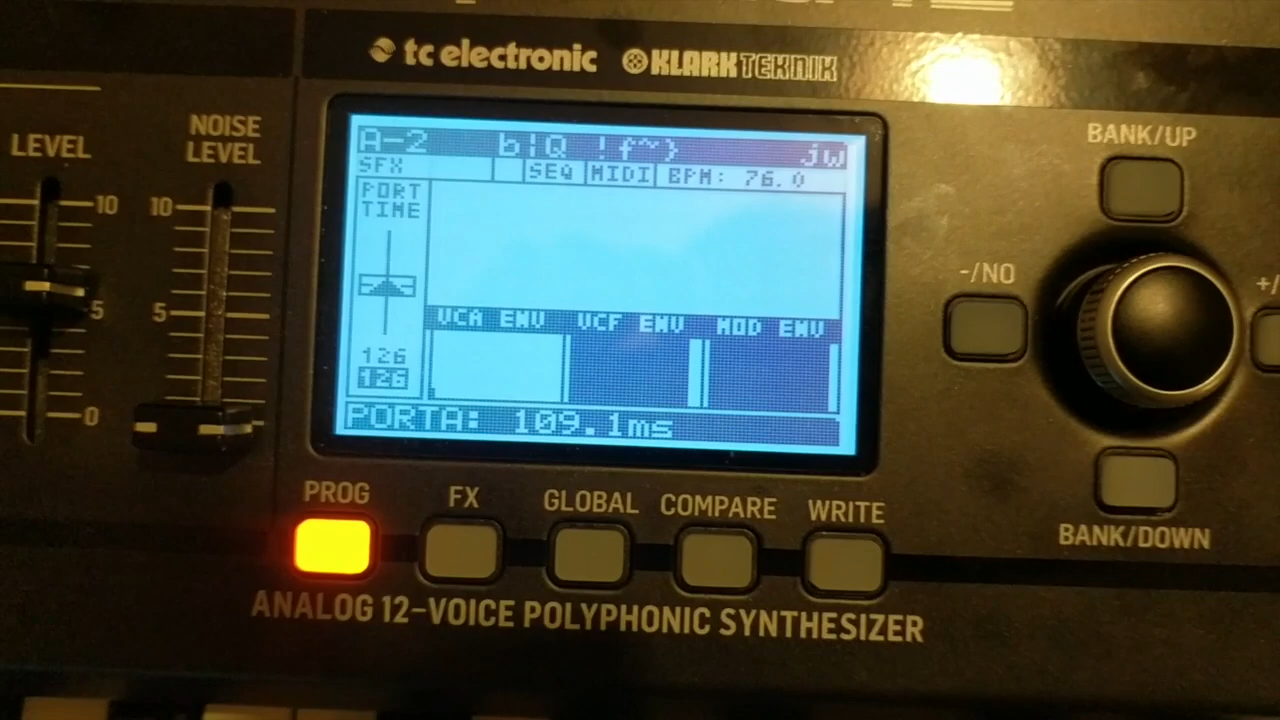 tc electronic KLARK TEKNIK
LEVEL
NOISE
LEVEL
10
10
5
5
0
A-2 b¦Q !f~} jw
SFX SEQ MIDI BPM: 76.0
PORT
TIME
VCA ENV VCF ENV MOD ENV
126
126
PORTA: 109.1ms
BANK/UP
-/NO
+/
BANK/DOWN
PROG FX GLOBAL COMPARE WRITE
ANALOG 12-VOICE POLYPHONIC SYNTHESIZER